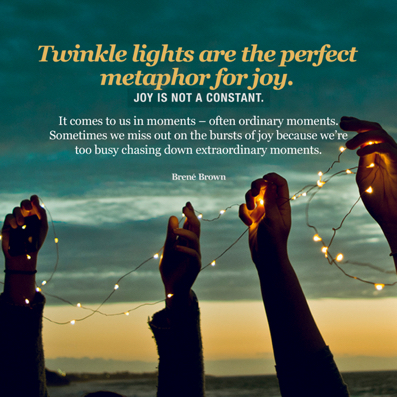 Twinkle lights are the perfect
metaphor for joy.
JOY IS NOT A CONSTANT.
It comes to us in moments – often ordinary moments.
Sometimes we miss out on the bursts of joy because we're
too busy chasing down extraordinary moments.
Brené Brown